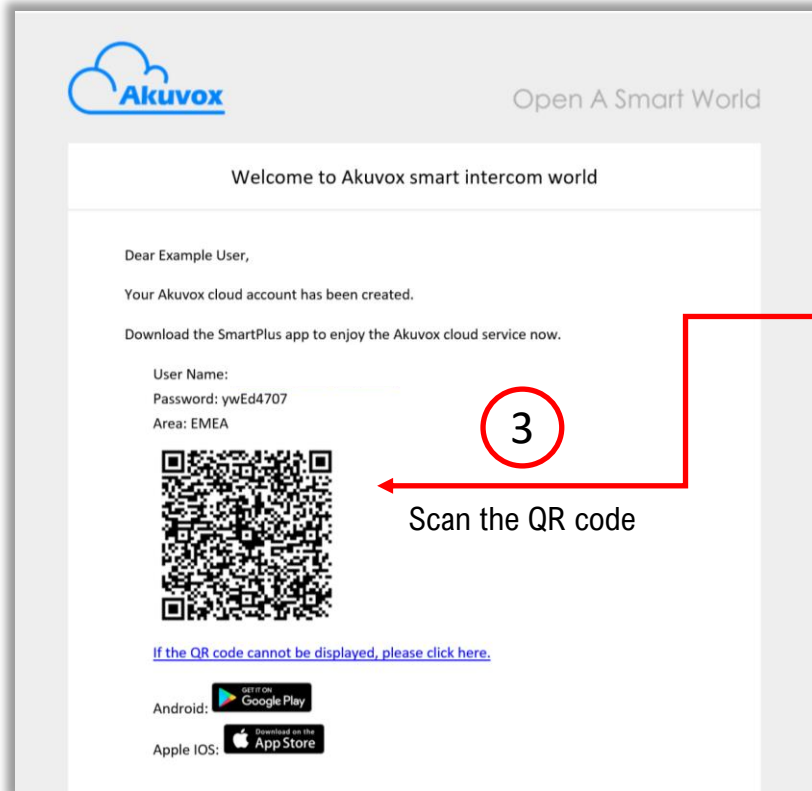 Akuvox
Open A Smart World
Welcome to Akuvox smart intercom world
Dear Example User,
Your Akuvox cloud account has been created.
Download the SmartPlus app to enjoy the Akuvox cloud service now.
User Name:
Password: ywEd4707
Area: EMEA
3
Scan the QR code
If the QR code cannot be displayed, please click here.
Android: GET IT ON Google Play
Apple IOS: Download on the App Store